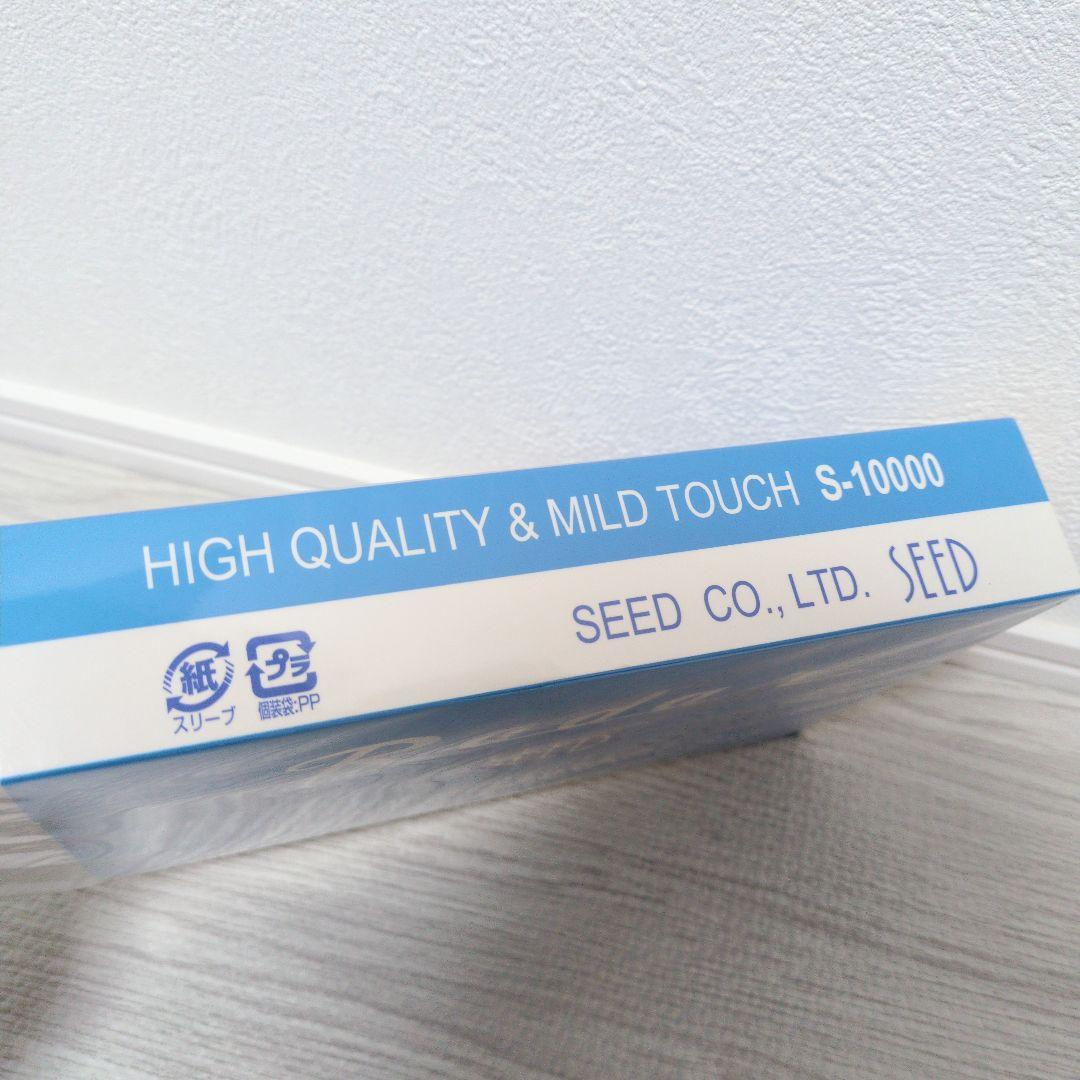 HIGH QUALITY & MILD TOUCH S-10000
SEED CO., LTD. SEED
紙 プラ
スリーブ 個装袋:PP